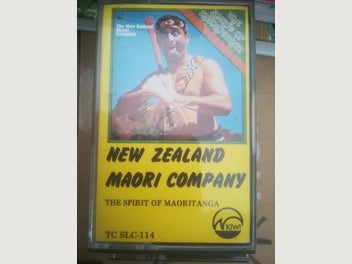 The New Zealand
Maori
Company
NEW ZEALAND
MAORI COMPANY
THE SPIRIT OF MAORITANGA
TC SLC-114
KIWI